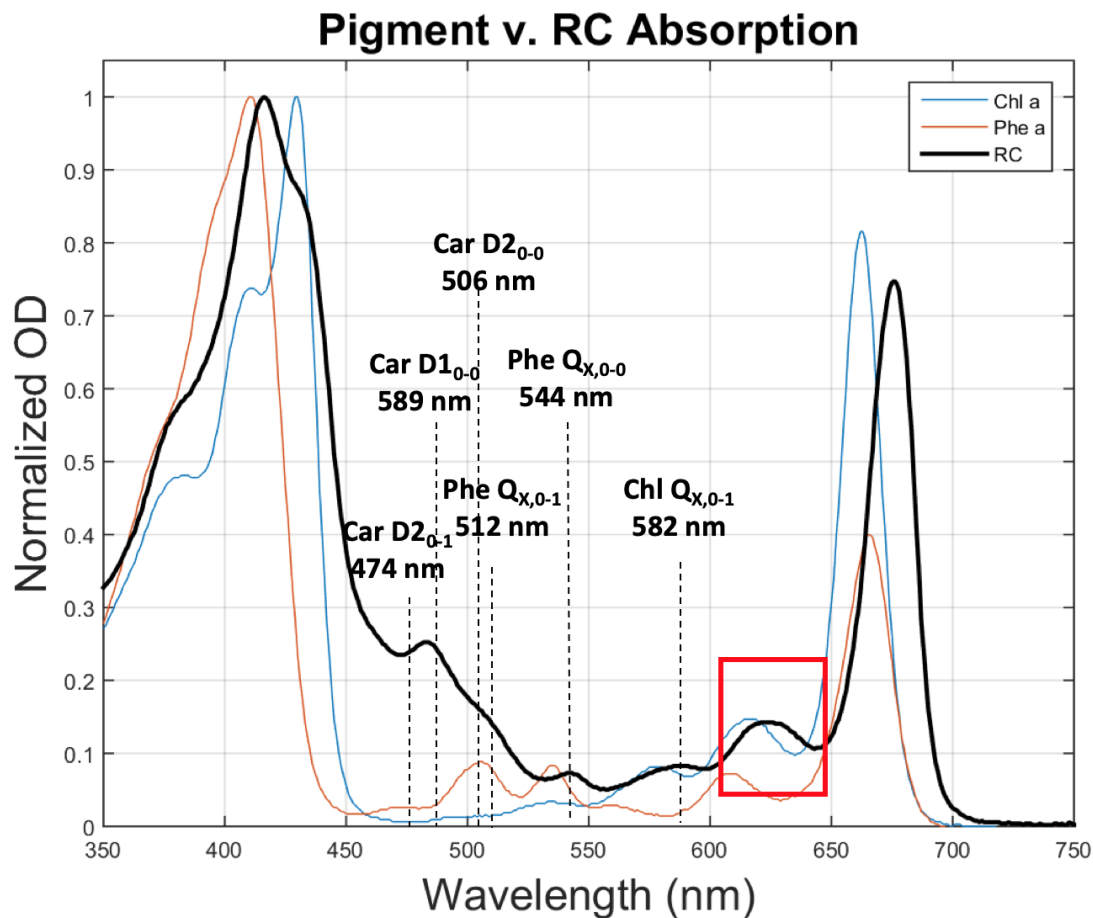 Pigment v. RC Absorption
Normalized OD
1
0.9
0.8
0.7
0.6
0.5
0.4
0.3
0.2
0.1
0
Chl a
Phe a
RC
Car D2₀₋₀
506 nm
Car D1₀₋₀
589 nm
Phe Q_X,0-0
544 nm
Phe Q_X,0-1
512 nm
Chl Q_X,0-1
582 nm
Car D2₀₋₁
474 nm
350 400 450 500 550 600 650 700 750
Wavelength (nm)